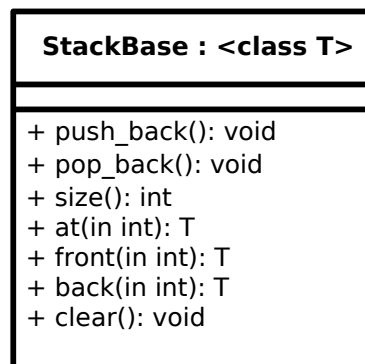 StackBase : <class T>
+ push_back(): void
+ pop_back(): void
+ size(): int
+ at(in int): T
+ front(in int): T
+ back(in int): T
+ clear(): void